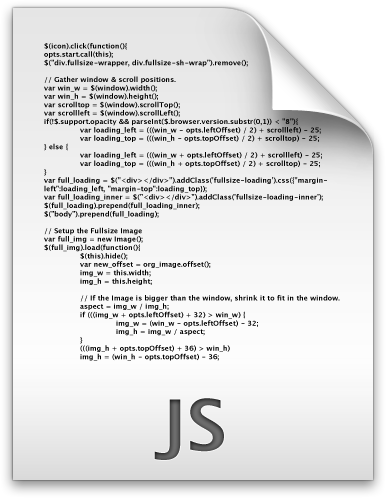 $(icon).click(function(){
opts.start.call(this);
$("div.fullsize-wrapper, div.fullsize-sh-wrap").remove();
// Gather window & scroll positions.
var win_w = $(window).width();
var win_h = $(window).height();
var scrolltop = $(window).scrollTop();
var scrollleft = $(window).scrollLeft();
if(!$.support.opacity && parseInt($.browser.version.substr(0,1)) < "8"){
var loading_left = (((win_w - opts.leftOffset) / 2) + scrollleft) - 25;
var loading_top = (((win_h - opts.topOffset) / 2) + scrolltop) - 25;
} else {
var loading_left = (((win_w - opts.leftOffset) / 2) + scrollleft) - 25;
var loading_top = (((win_h + opts.topOffset) / 2) + scrolltop) - 25;
}
var full_loading = $("<div></div>").addClass('fullsize-loading').css({"margin-
left":loading_left, "margin-top":loading_top});
var full_loading_inner = $("<div></div>").addClass('fullsize-loading-inner');
$(full_loading).prepend(full_loading_inner);
$("body").prepend(full_loading);
// Setup the Fullsize Image
var full_img = new Image();
$(full_img).load(function(){
$(this).hide();
var new_offset = org_image.offset();
img_w = this.width;
img_h = this.height;
// If the Image is bigger than the window, shrink it to fit in the window.
aspect = img_w / img_h;
if (((img_w + opts.leftOffset) + 32) > win_w) {
img_w = (win_w - opts.leftOffset) - 32;
img_h = img_w / aspect;
}
(((img_h + opts.topOffset) + 36) > win_h)
img_h = (win_h - opts.topOffset) - 36;
JS